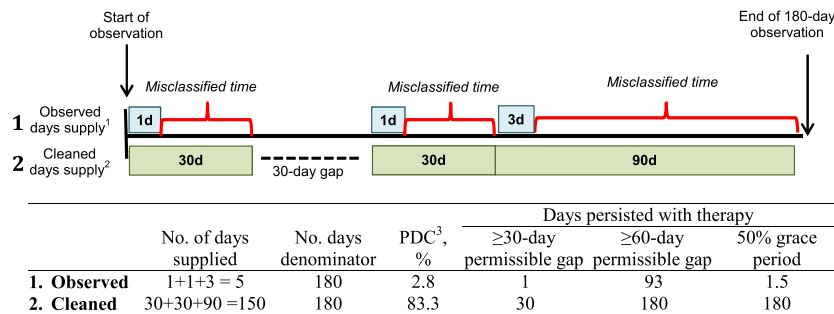 Start of
observation
End of 180-day
observation
Misclassified time
Misclassified time
Misclassified time
1 Observed
days supply¹
1d
1d
3d
2 Cleaned
days supply²
30d
30-day gap
30d
90d
Days persisted with therapy
No. of days
supplied
No. days
denominator
PDC³,
%
≥30-day
permissible gap
≥60-day
permissible gap
50% grace
period
1. Observed 1+1+3 = 5 180 2.8 1 93 1.5
2. Cleaned 30+30+90 =150 180 83.3 30 180 180